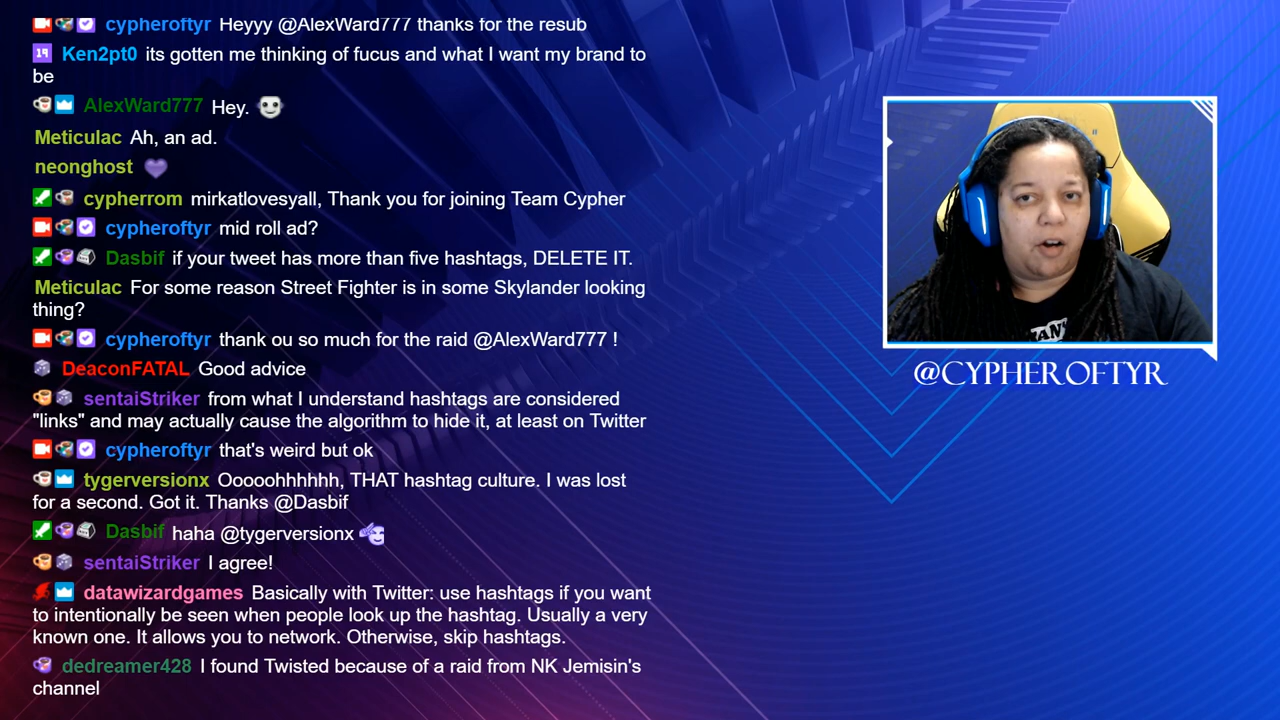 cypheroftyr Heyyy @AlexWard777 thanks for the resub
19 Ken2pt0 its gotten me thinking of fucus and what I want my brand to
be
AlexWard777 Hey.
Meticulac Ah, an ad.
neonghost
cypherrom mirkatlovesyall, Thank you for joining Team Cypher
cypheroftyr mid roll ad?
Dasbif if your tweet has more than five hashtags, DELETE IT.
Meticulac For some reason Street Fighter is in some Skylander looking
thing?
cypheroftyr thank ou so much for the raid @AlexWard777 !
DeaconFATAL Good advice
sentaiStriker from what I understand hashtags are considered
"links" and may actually cause the algorithm to hide it, at least on Twitter
cypheroftyr that's weird but ok
tygerversionx Ooooohhhhhh, THAT hashtag culture. I was lost
for a second. Got it. Thanks @Dasbif
Dasbif haha @tygerversionx
sentaiStriker I agree!
datawizardgames Basically with Twitter: use hashtags if you want
to intentionally be seen when people look up the hashtag. Usually a very
known one. It allows you to network. Otherwise, skip hashtags.
dedreamer428 I found Twisted because of a raid from NK Jemisin's
channel
@CYPHEROFTYR